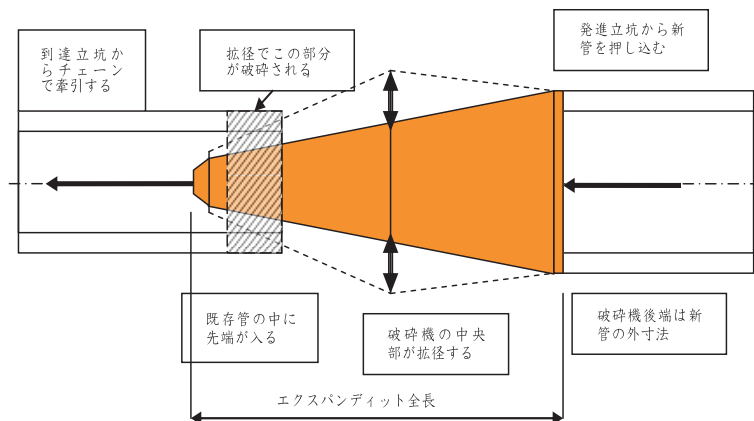 到達立坑か
らチェーン
で牽引する
拡径でこの部分
が破砕される
発進立坑から新
管を押し込む
既存管の中に
先端が入る
破砕機の中央
部が拡径する
破砕機後端は新
管の外寸法
エクスパンディット全長